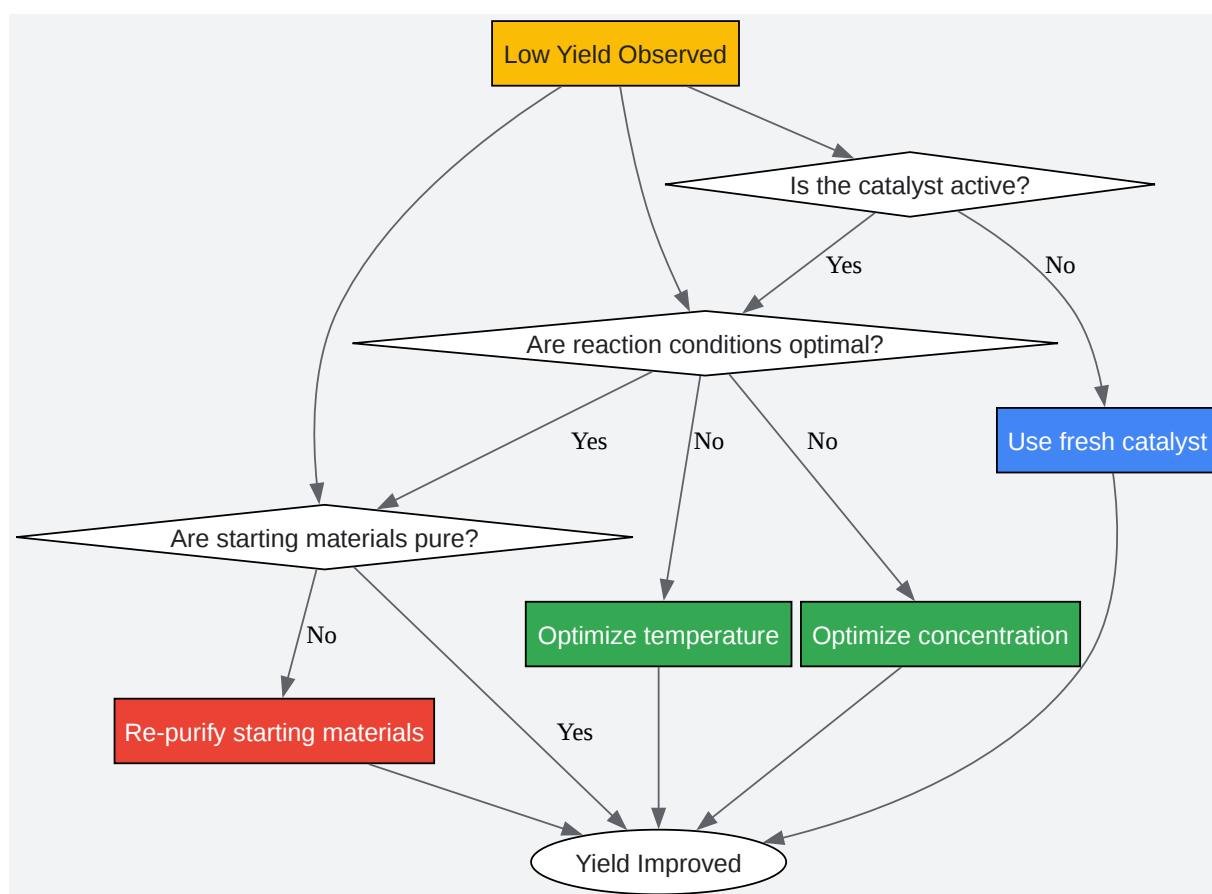 Low Yield Observed
Is the catalyst active?
Yes
No
Are reaction conditions optimal?
Yes
No
No
Use fresh catalyst
Are starting materials pure?
No
Optimize temperature
Optimize concentration
Re-purify starting materials
Yes
Yield Improved